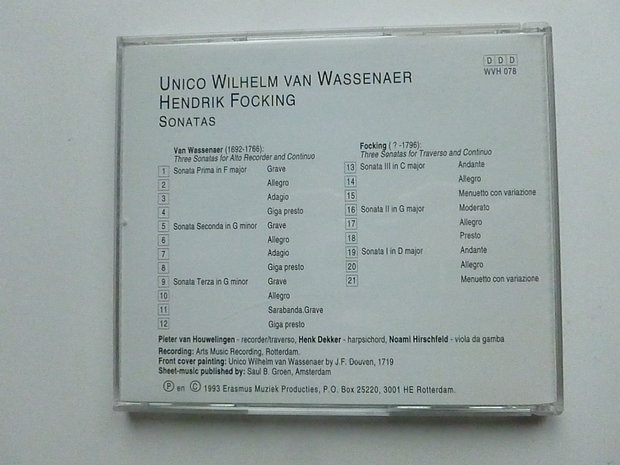 UNICO WILHELM VAN WASSENAER
HENDRIK FOCKING
SONATAS
DDD
WVH 078
Van Wassenaer (1692-1766):
Three Sonatas for Alto Recorder and Continuo
1 Sonata Prima in F major Grave
2 Allegro
3 Adagio
4 Giga presto
5 Sonata Seconda in G minor Grave
6 Allegro
7 Adagio
8 Giga presto
9 Sonata Terza in G minor Grave
10 Allegro
11 Sarabanda.Grave
12 Giga presto
Focking ( ? -1796):
Three Sonatas for Traverso and Continuo
13 Sonata III in C major Andante
14 Allegro
15 Menuetto con variazione
16 Sonata II in G major Moderato
17 Allegro
18 Presto
19 Sonata I in D major Andante
20 Allegro
21 Menuetto con variazione
Pieter van Houwelingen - recorder/traverso, Henk Dekker - harpsichord, Noami Hirschfeld - viola da gamba
Recording: Arts Music Recording, Rotterdam.
Front cover painting: Unico Wilhelm van Wassenaer by J.F. Douven, 1719
Sheet-music published by: Saul B. Groen, Amsterdam
Ⓟ en © 1993 Erasmus Muziek Producties, P.O. Box 25220, 3001 HE Rotterdam.